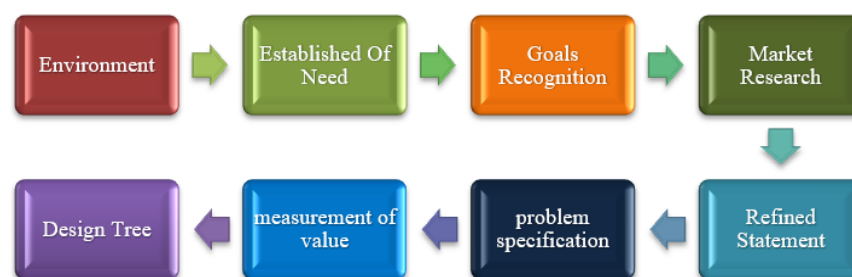 Environment
Established Of
Need
Goals
Recognition
Market
Research
Refined
Statement
problem
specification
measurement of
value
Design Tree